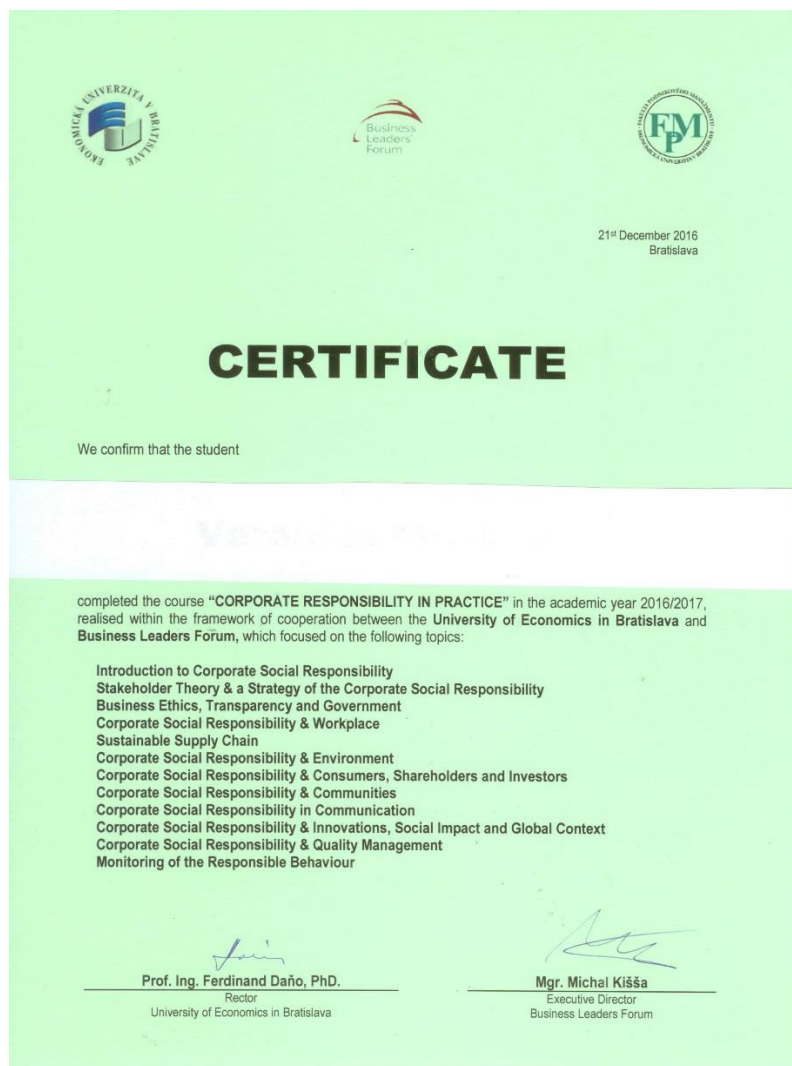 EKONOMICKÁ UNIVERZITA V BRATISLAVE
Business
Leaders
Forum
FAKULTA PODNIKOVÉHO MANAŽMENTU
FPM
21st December 2016
Bratislava
CERTIFICATE
We confirm that the student
completed the course “CORPORATE RESPONSIBILITY IN PRACTICE” in the academic year 2016/2017,
realised within the framework of cooperation between the University of Economics in Bratislava and
Business Leaders Forum, which focused on the following topics:
Introduction to Corporate Social Responsibility
Stakeholder Theory & a Strategy of the Corporate Social Responsibility
Business Ethics, Transparency and Government
Corporate Social Responsibility & Workplace
Sustainable Supply Chain
Corporate Social Responsibility & Environment
Corporate Social Responsibility & Consumers, Shareholders and Investors
Corporate Social Responsibility & Communities
Corporate Social Responsibility in Communication
Corporate Social Responsibility & Innovations, Social Impact and Global Context
Corporate Social Responsibility & Quality Management
Monitoring of the Responsible Behaviour
Prof. Ing. Ferdinand Daňo, PhD.
Rector
University of Economics in Bratislava
Mgr. Michal Kišša
Executive Director
Business Leaders Forum